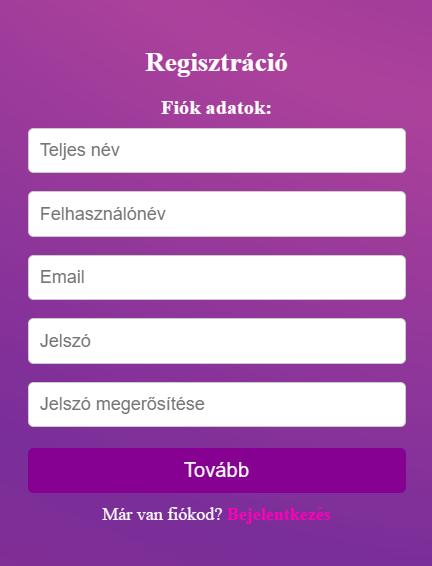 Regisztráció
Fiók adatok:
Teljes név
Felhasználónév
Email
Jelszó
Jelszó megerősítése
Tovább
Már van fiókod? Bejelentkezés